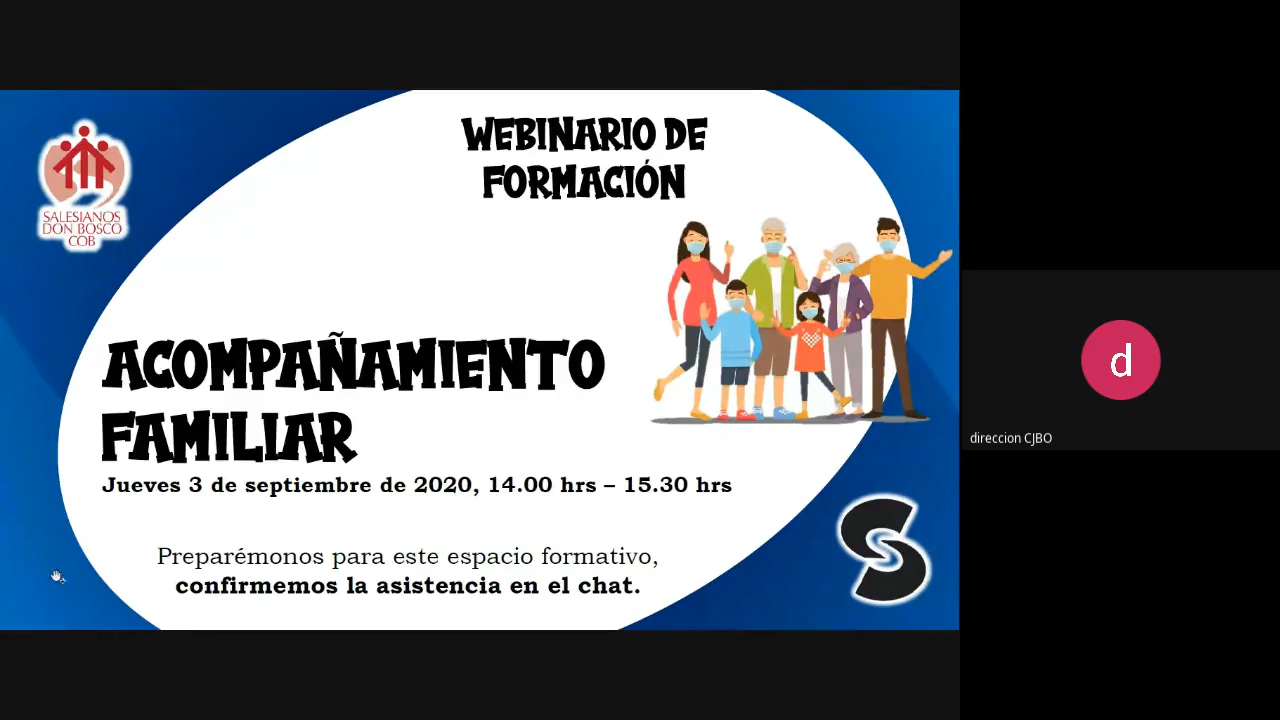 WEBINARIO DE
FORMACIÓN
SALESIANOS
DON BOSCO
COB
ACOMPAÑAMIENTO
FAMILIAR
Jueves 3 de septiembre de 2020, 14.00 hrs – 15.30 hrs
Preparémonos para este espacio formativo,
confirmemos la asistencia en el chat.
S
d
direccion CJBO